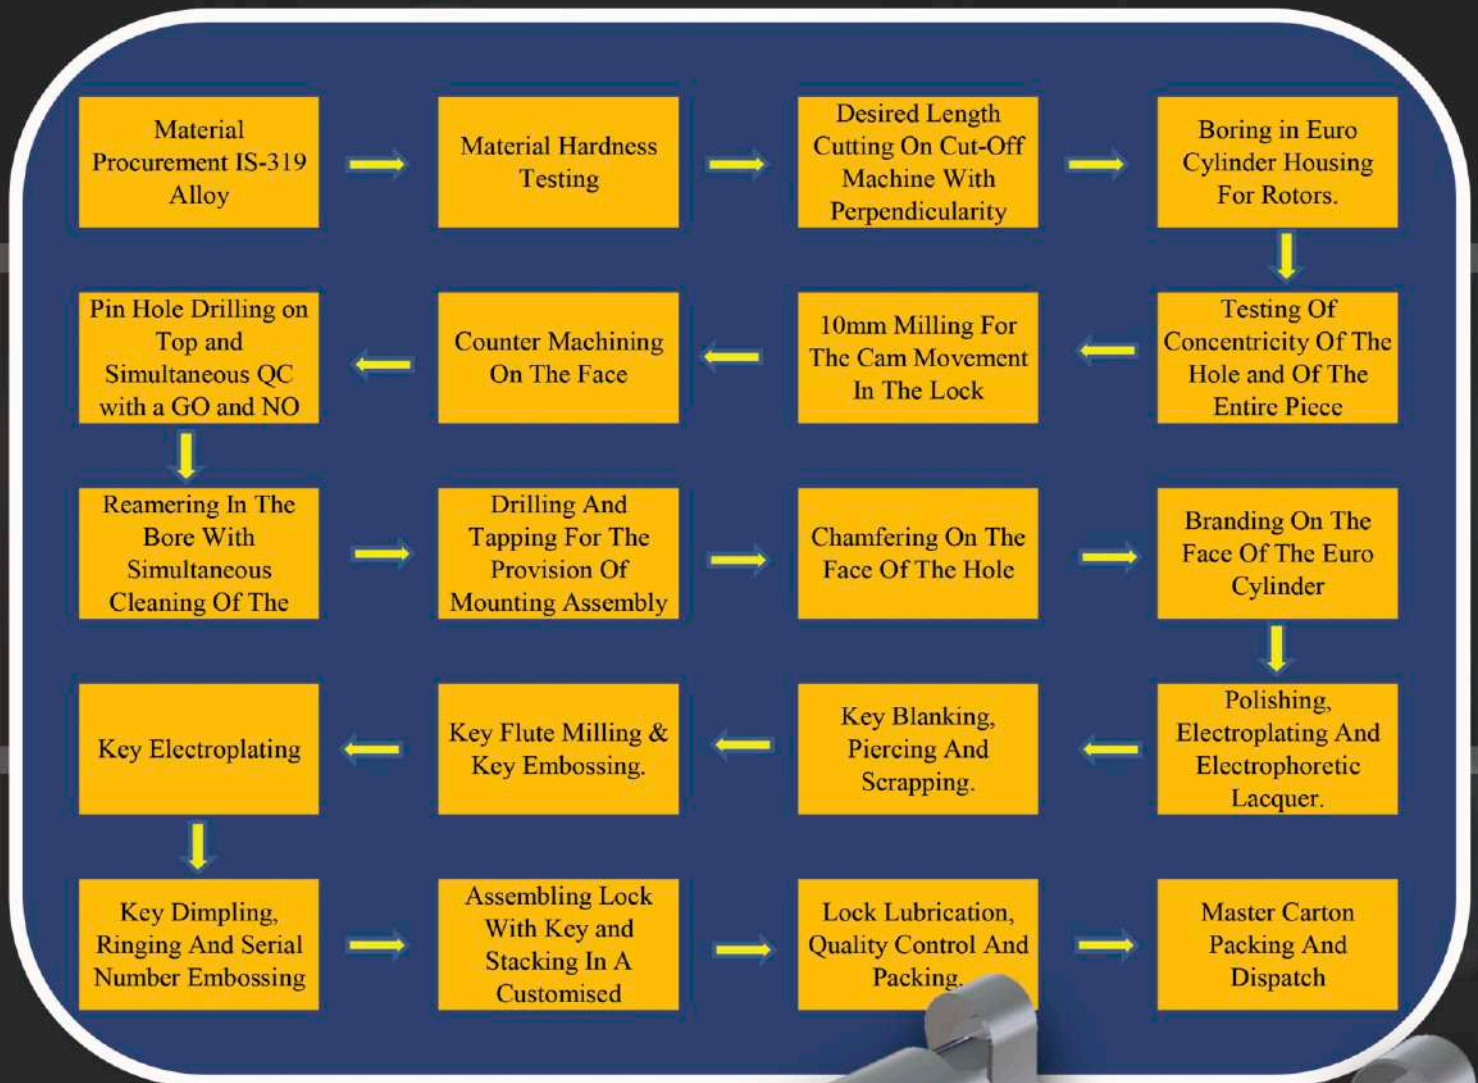 Material
Procurement IS-319
Alloy
Material Hardness
Testing
Desired Length
Cutting On Cut-Off
Machine With
Perpendicularity
Boring in Euro
Cylinder Housing
For Rotors.
Testing Of
Concentricity Of The
Hole and Of The
Entire Piece
10mm Milling For
The Cam Movement
In The Lock
Counter Machining
On The Face
Pin Hole Drilling on
Top and
Simultaneous QC
with a GO and NO
Reamering In The
Bore With
Simultaneous
Cleaning Of The
Drilling And
Tapping For The
Provision Of
Mounting Assembly
Chamfering On The
Face Of The Hole
Branding On The
Face Of The Euro
Cylinder
Polishing,
Electroplating And
Electrophoretic
Lacquer.
Key Blanking,
Piercing And
Scrapping.
Key Flute Milling &
Key Embossing.
Key Electroplating
Key Dimpling,
Ringing And Serial
Number Embossing
Assembling Lock
With Key and
Stacking In A
Customised
Lock Lubrication,
Quality Control And
Packing.
Master Carton
Packing And
Dispatch